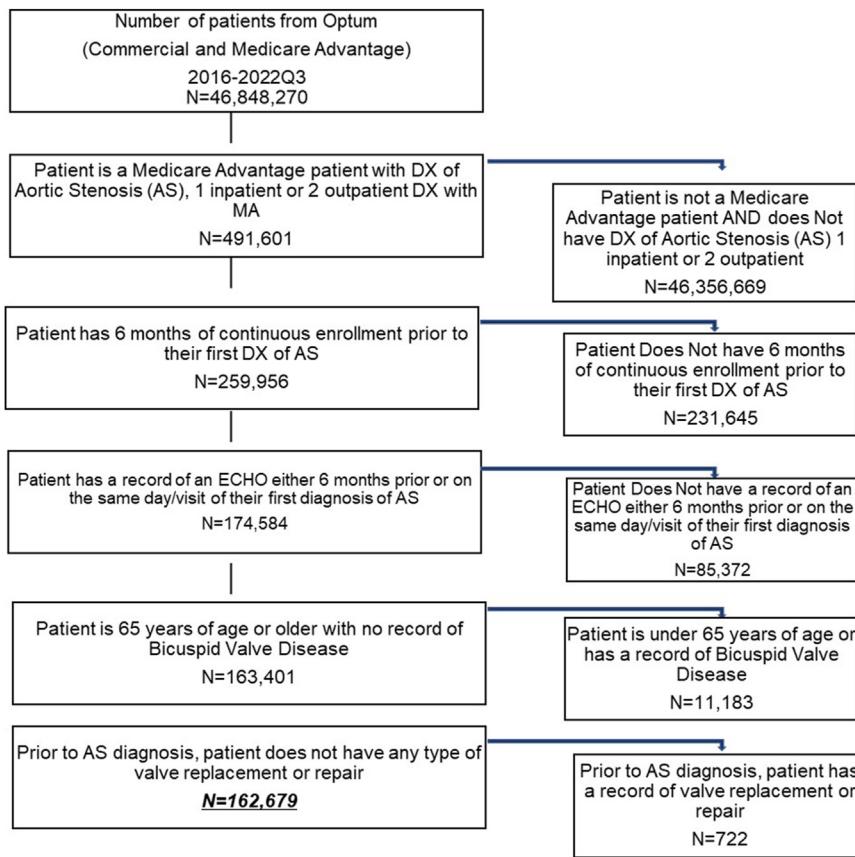 Number of patients from Optum
(Commercial and Medicare Advantage)
2016-2022Q3
N=46,848,270
Patient is a Medicare Advantage patient with DX of
Aortic Stenosis (AS), 1 inpatient or 2 outpatient DX with
MA
N=491,601
Patient is not a Medicare
Advantage patient AND does Not
have DX of Aortic Stenosis (AS) 1
inpatient or 2 outpatient
N=46,356,669
Patient has 6 months of continuous enrollment prior to
their first DX of AS
N=259,956
Patient Does Not have 6 months
of continuous enrollment prior to
their first DX of AS
N=231,645
Patient has a record of an ECHO either 6 months prior or on
the same day/visit of their first diagnosis of AS
N=174,584
Patient Does Not have a record of an
ECHO either 6 months prior or on the
same day/visit of their first diagnosis
of AS
N=85,372
Patient is 65 years of age or older with no record of
Bicuspid Valve Disease
N=163,401
Patient is under 65 years of age or
has a record of Bicuspid Valve
Disease
N=11,183
Prior to AS diagnosis, patient does not have any type of
valve replacement or repair
N=162,679
Prior to AS diagnosis, patient has
a record of valve replacement or
repair
N=722